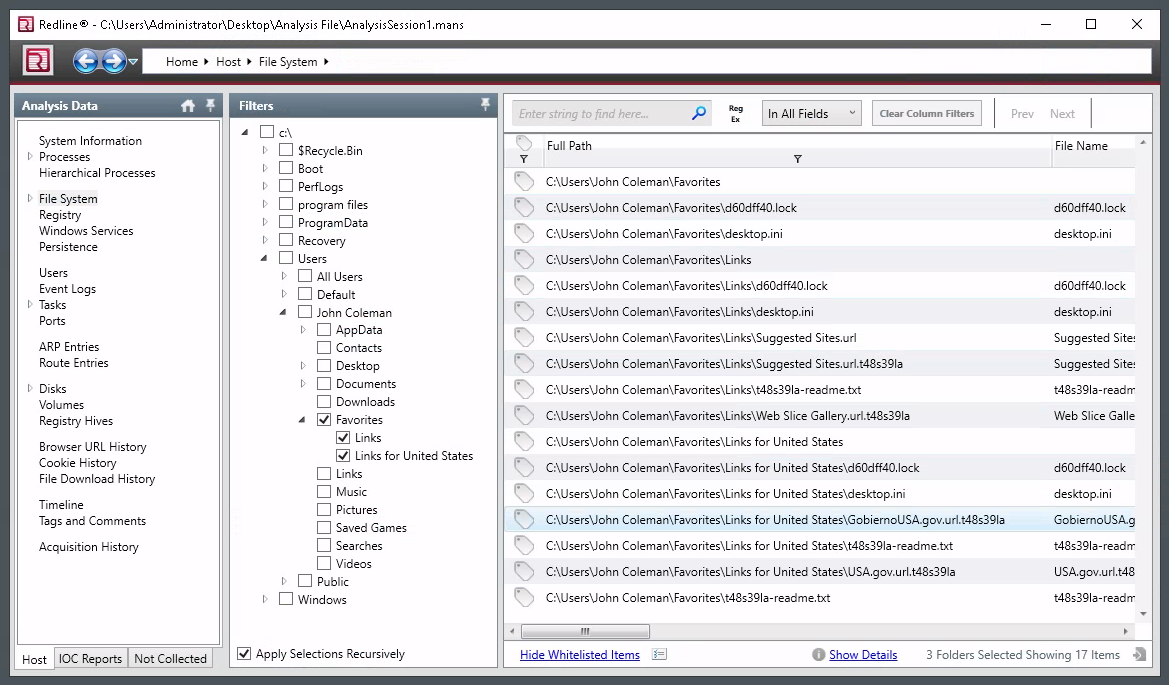 Redline® - C:\Users\Administrator\Desktop\Analysis File\AnalysisSession1.mans
R
Home
Host
File System
Analysis Data
System Information
Processes
Hierarchical Processes
File System
Registry
Windows Services
Persistence
Users
Event Logs
Tasks
Ports
ARP Entries
Route Entries
Disks
Volumes
Registry Hives
Browser URL History
Cookie History
File Download History
Timeline
Tags and Comments
Acquisition History
Host
IOC Reports
Not Collected
Filters
c:\
$Recycle.Bin
Boot
PerfLogs
program files
ProgramData
Recovery
Users
All Users
Default
John Coleman
AppData
Contacts
Desktop
Documents
Downloads
Favorites
Links
Links for United States
Links
Music
Pictures
Saved Games
Searches
Videos
Public
Windows
Apply Selections Recursively
Enter string to find here...
Reg
Ex
In All Fields
Clear Column Filters
Prev
Next
Full Path File Name
C:\Users\John Coleman\Favorites
C:\Users\John Coleman\Favorites\d60dff40.lock d60dff40.lock
C:\Users\John Coleman\Favorites\desktop.ini desktop.ini
C:\Users\John Coleman\Favorites\Links
C:\Users\John Coleman\Favorites\Links\d60dff40.lock d60dff40.lock
C:\Users\John Coleman\Favorites\Links\desktop.ini desktop.ini
C:\Users\John Coleman\Favorites\Links\Suggested Sites.url Suggested Sites
C:\Users\John Coleman\Favorites\Links\Suggested Sites.url.t48s39la Suggested Sites
C:\Users\John Coleman\Favorites\Links\t48s39la-readme.txt t48s39la-readm
C:\Users\John Coleman\Favorites\Links\Web Slice Gallery.url.t48s39la Web Slice Galle
C:\Users\John Coleman\Favorites\Links for United States
C:\Users\John Coleman\Favorites\Links for United States\d60dff40.lock d60dff40.lock
C:\Users\John Coleman\Favorites\Links for United States\desktop.ini desktop.ini
C:\Users\John Coleman\Favorites\Links for United States\GobiernoUSA.gov.url.t48s39la GobiernoUSA.g
C:\Users\John Coleman\Favorites\Links for United States\t48s39la-readme.txt t48s39la-readm
C:\Users\John Coleman\Favorites\Links for United States\USA.gov.url.t48s39la USA.gov.url.t48
C:\Users\John Coleman\Favorites\t48s39la-readme.txt t48s39la-readm
Hide Whitelisted Items
Show Details
3 Folders Selected Showing 17 Items